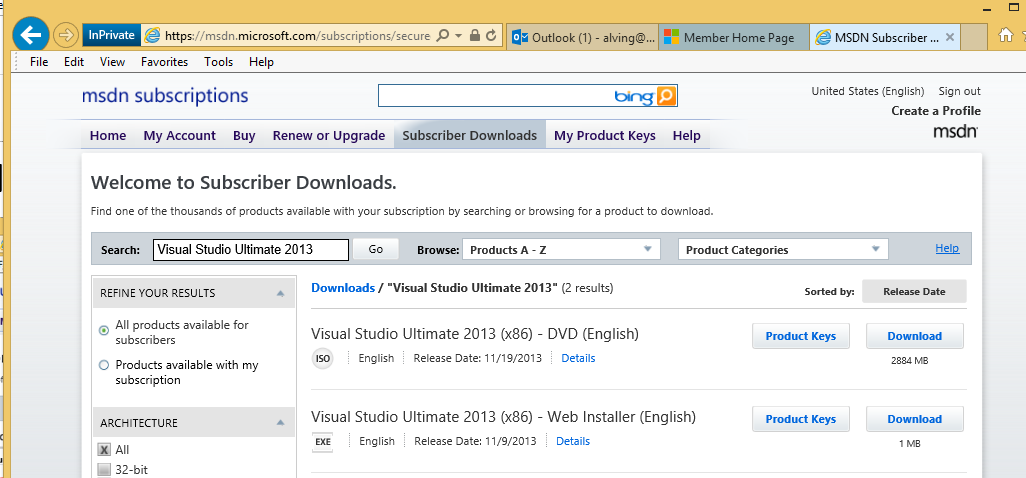 InPrivate https://msdn.microsoft.com/subscriptions/secure Outlook (1) - alving@... Member Home Page MSDN Subscriber ...
File Edit View Favorites Tools Help
msdn subscriptions
bing
United States (English) Sign out
Create a Profile
msdn
Home My Account Buy Renew or Upgrade Subscriber Downloads My Product Keys Help
Welcome to Subscriber Downloads.
Find one of the thousands of products available with your subscription by searching or browsing for a product to download.
Search: Visual Studio Ultimate 2013 Go Browse: Products A - Z Product Categories Help
REFINE YOUR RESULTS
All products available for
subscribers
Products available with my
subscription
ARCHITECTURE
All
32-bit
Downloads / "Visual Studio Ultimate 2013" (2 results) Sorted by: Release Date
Visual Studio Ultimate 2013 (x86) - DVD (English) Product Keys Download
ISO English Release Date: 11/19/2013 Details 2884 MB
Visual Studio Ultimate 2013 (x86) - Web Installer (English) Product Keys Download
EXE English Release Date: 11/9/2013 Details 1 MB